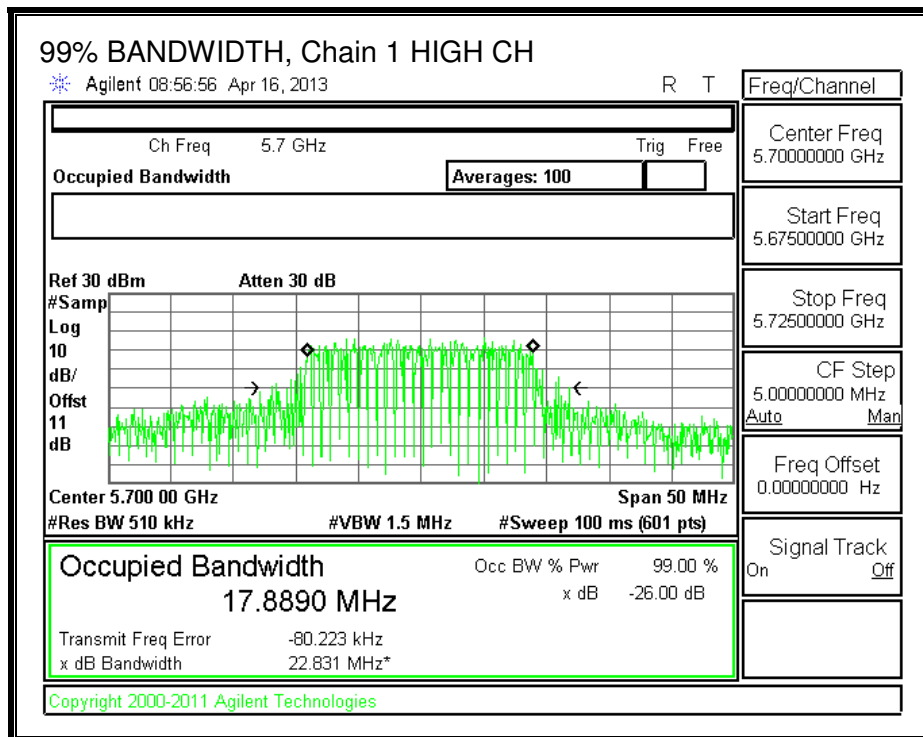 99% BANDWIDTH, Chain 1 HIGH CH
Agilent 08:56:56 Apr 16, 2013 R T
Freq/Channel
Ch Freq 5.7 GHz Trig Free
Occupied Bandwidth Averages: 100
Center Freq
5.70000000 GHz
Start Freq
5.67500000 GHz
Stop Freq
5.72500000 GHz
CF Step
5.00000000 MHz
Auto Man
Freq Offset
0.00000000 Hz
Signal Track
On Off
Ref 30 dBm Atten 30 dB
#Samp
Log
10
dB/
Offst
11
dB
Center 5.700 00 GHz Span 50 MHz
#Res BW 510 kHz #VBW 1.5 MHz #Sweep 100 ms (601 pts)
Occupied Bandwidth Occ BW % Pwr 99.00 %
17.8890 MHz x dB -26.00 dB
Transmit Freq Error -80.223 kHz
x dB Bandwidth 22.831 MHz*
Copyright 2000-2011 Agilent Technologies